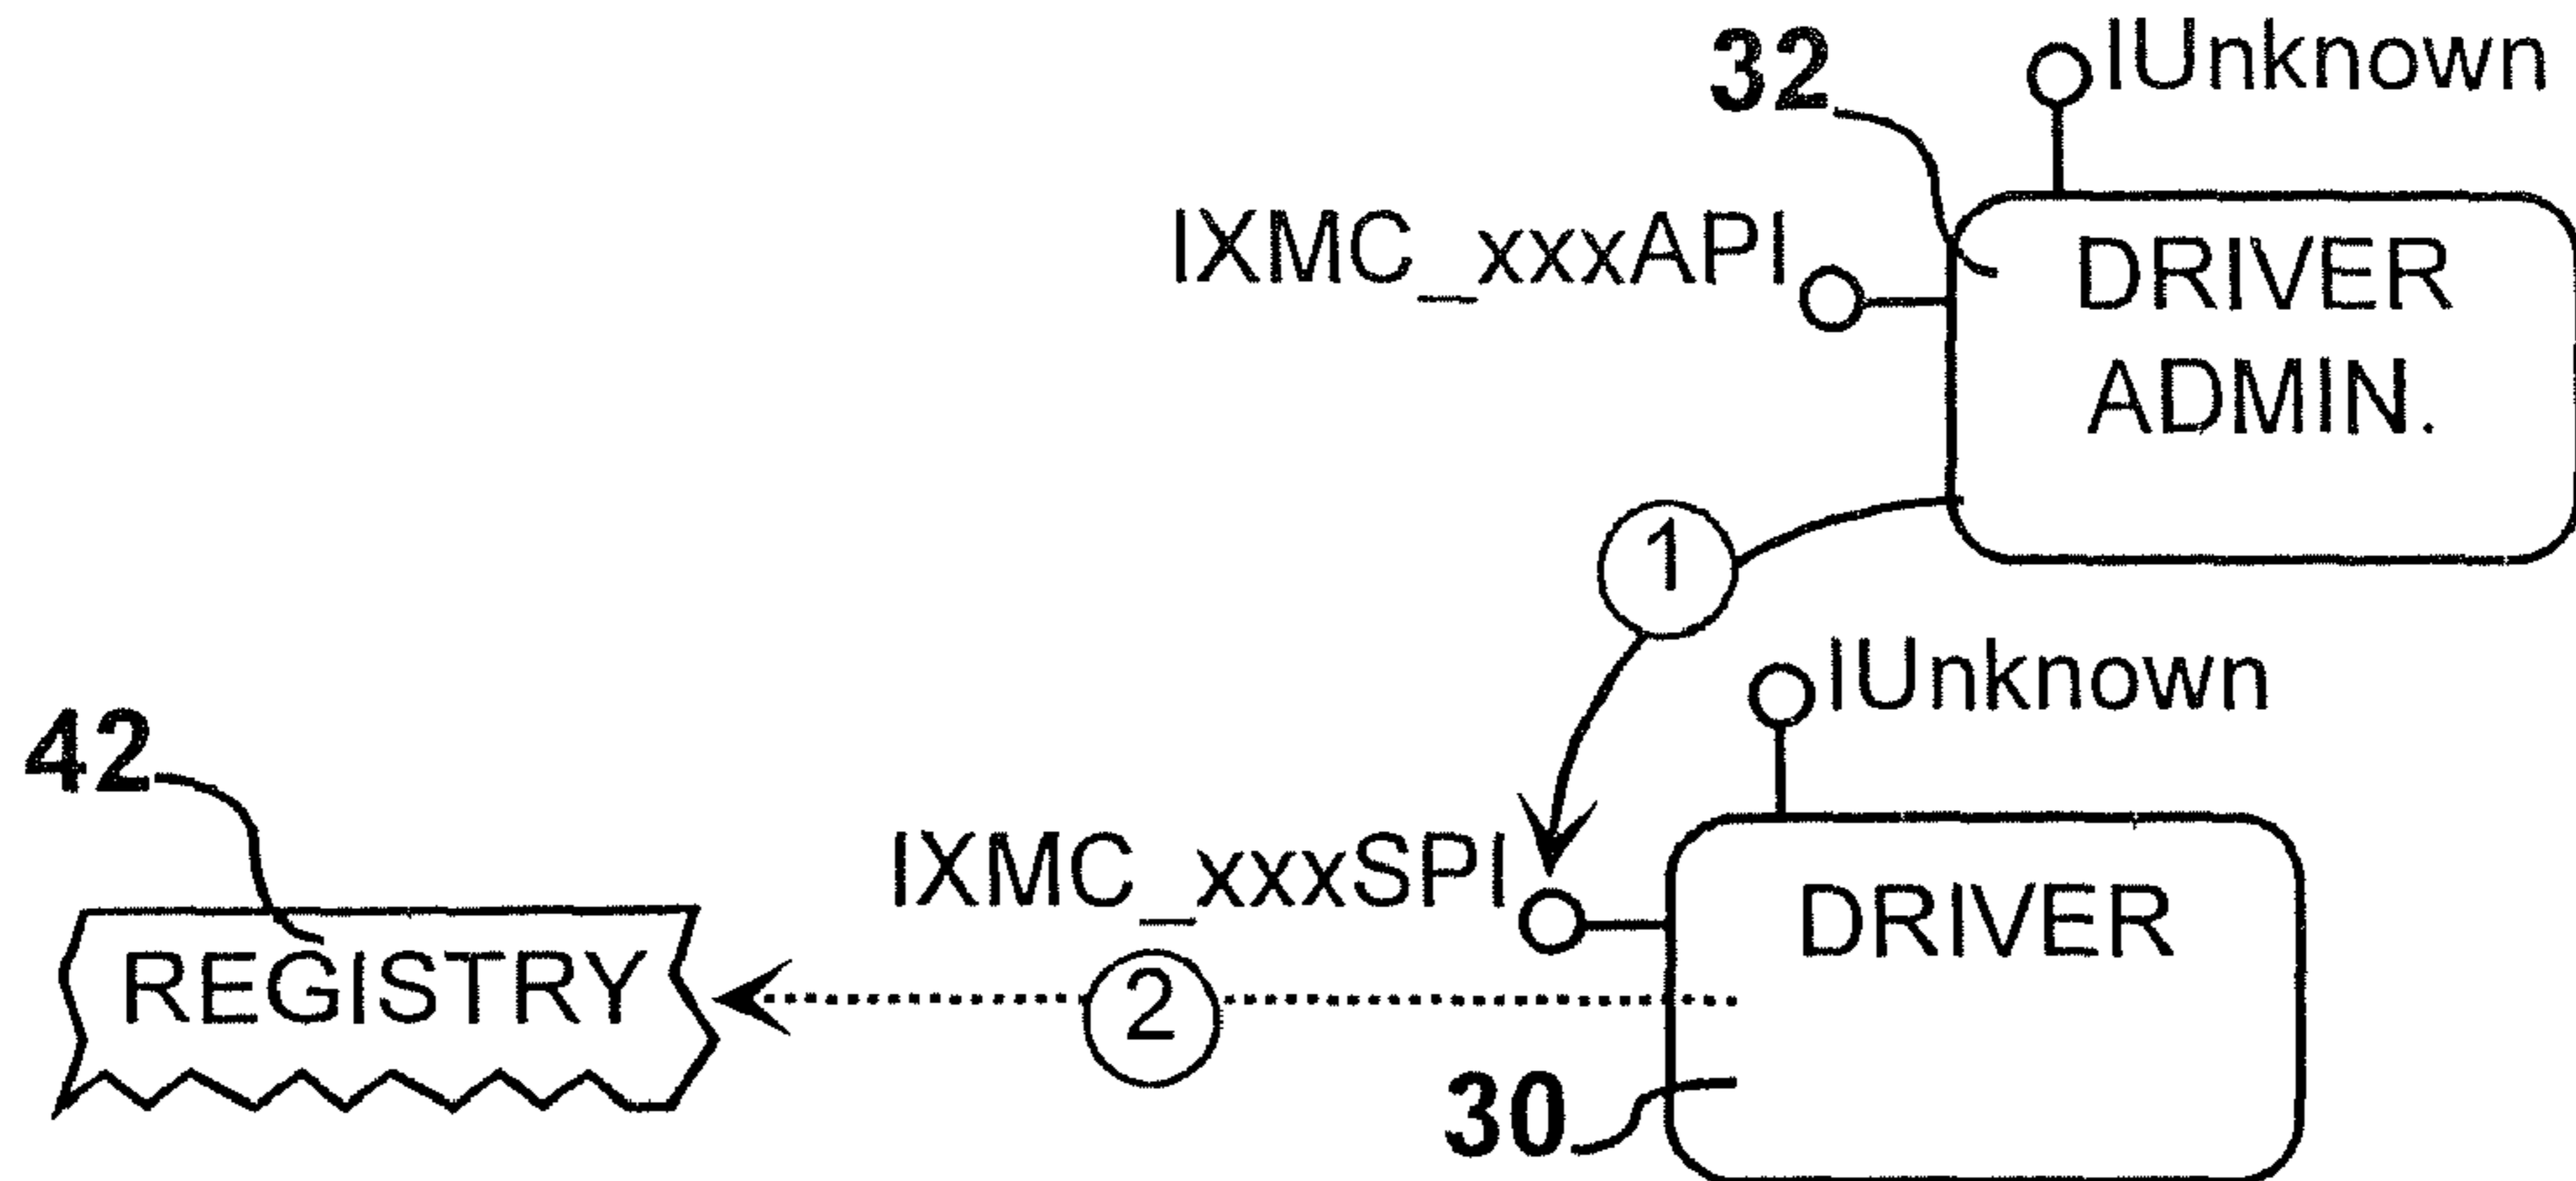 32
IUnknown
IXMC_xxxAPI
DRIVER
ADMIN.
1
IUnknown
42
IXMC_xxxSPI
DRIVER
REGISTRY
2
30